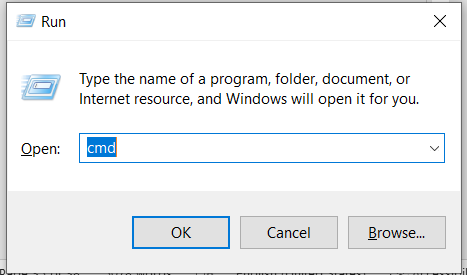 Run
Type the name of a program, folder, document, or
Internet resource, and Windows will open it for you.
Open: cmd
OK Cancel Browse...